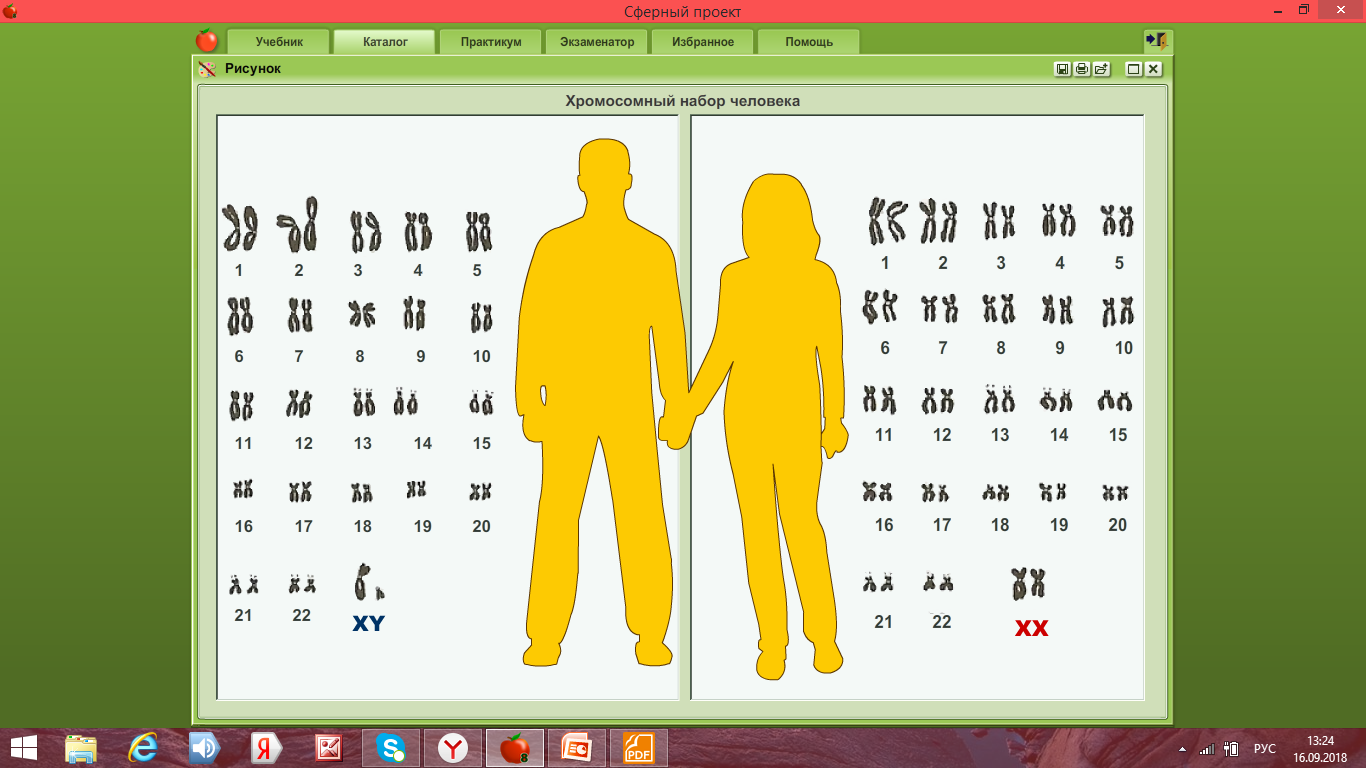 Сферный проект
Учебник Каталог Практикум Экзаменатор Избранное Помощь
Рисунок
Хромосомный набор человека
1 2 3 4 5
6 7 8 9 10
11 12 13 14 15
16 17 18 19 20
21 22 XY
1 2 3 4 5
6 7 8 9 10
11 12 13 14 15
16 17 18 19 20
21 22 XX
8
PDF
РУС
13:24
16.09.2018